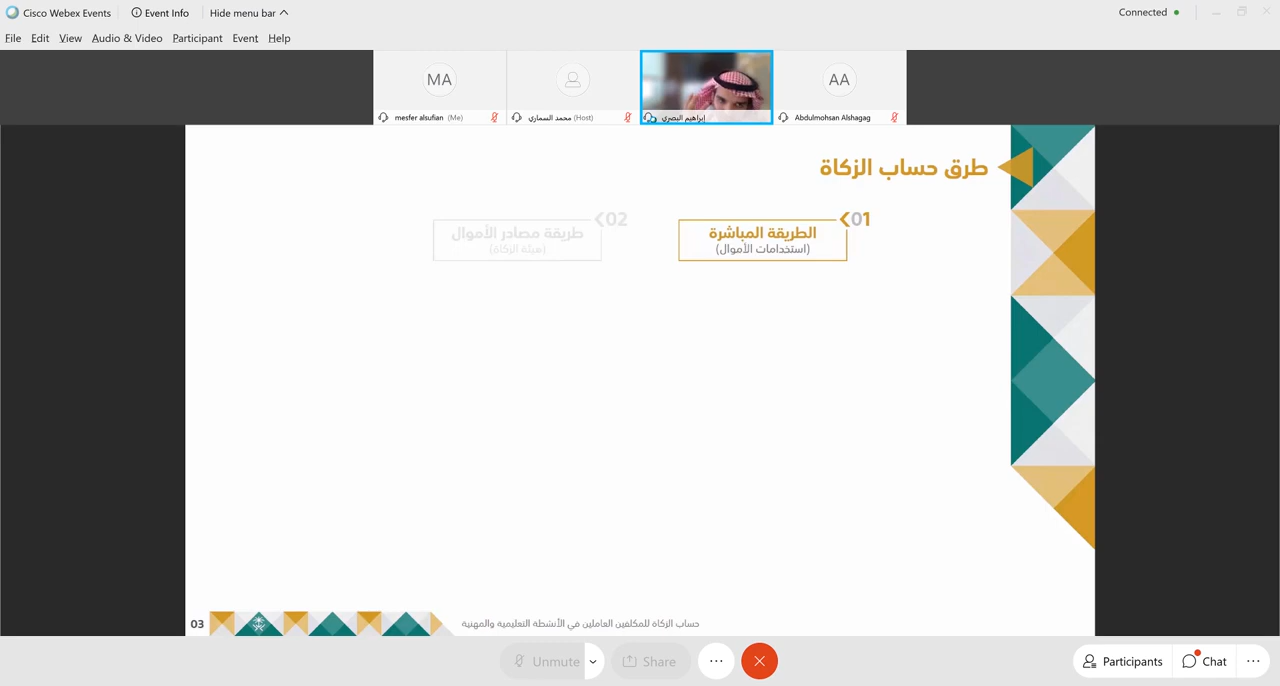 Cisco Webex Events
Event Info
Hide menu bar
Connected
File Edit View Audio & Video Participant Event Help
MA
AA
mesfer alsufian (Me)
محمد السماري (Host)
إبراهيم البصري
Abdulmohsan Alshagag
طرق حساب الزكاة
01
الطريقة المباشرة
(استخدامات الأموال)
02
طريقة مصادر الأموال
(هيئة الزكاة)
03
حساب الزكاة للمكلفين العاملين في الأنشطة التعليمية والمهنية
Unmute
Share
Participants
Chat